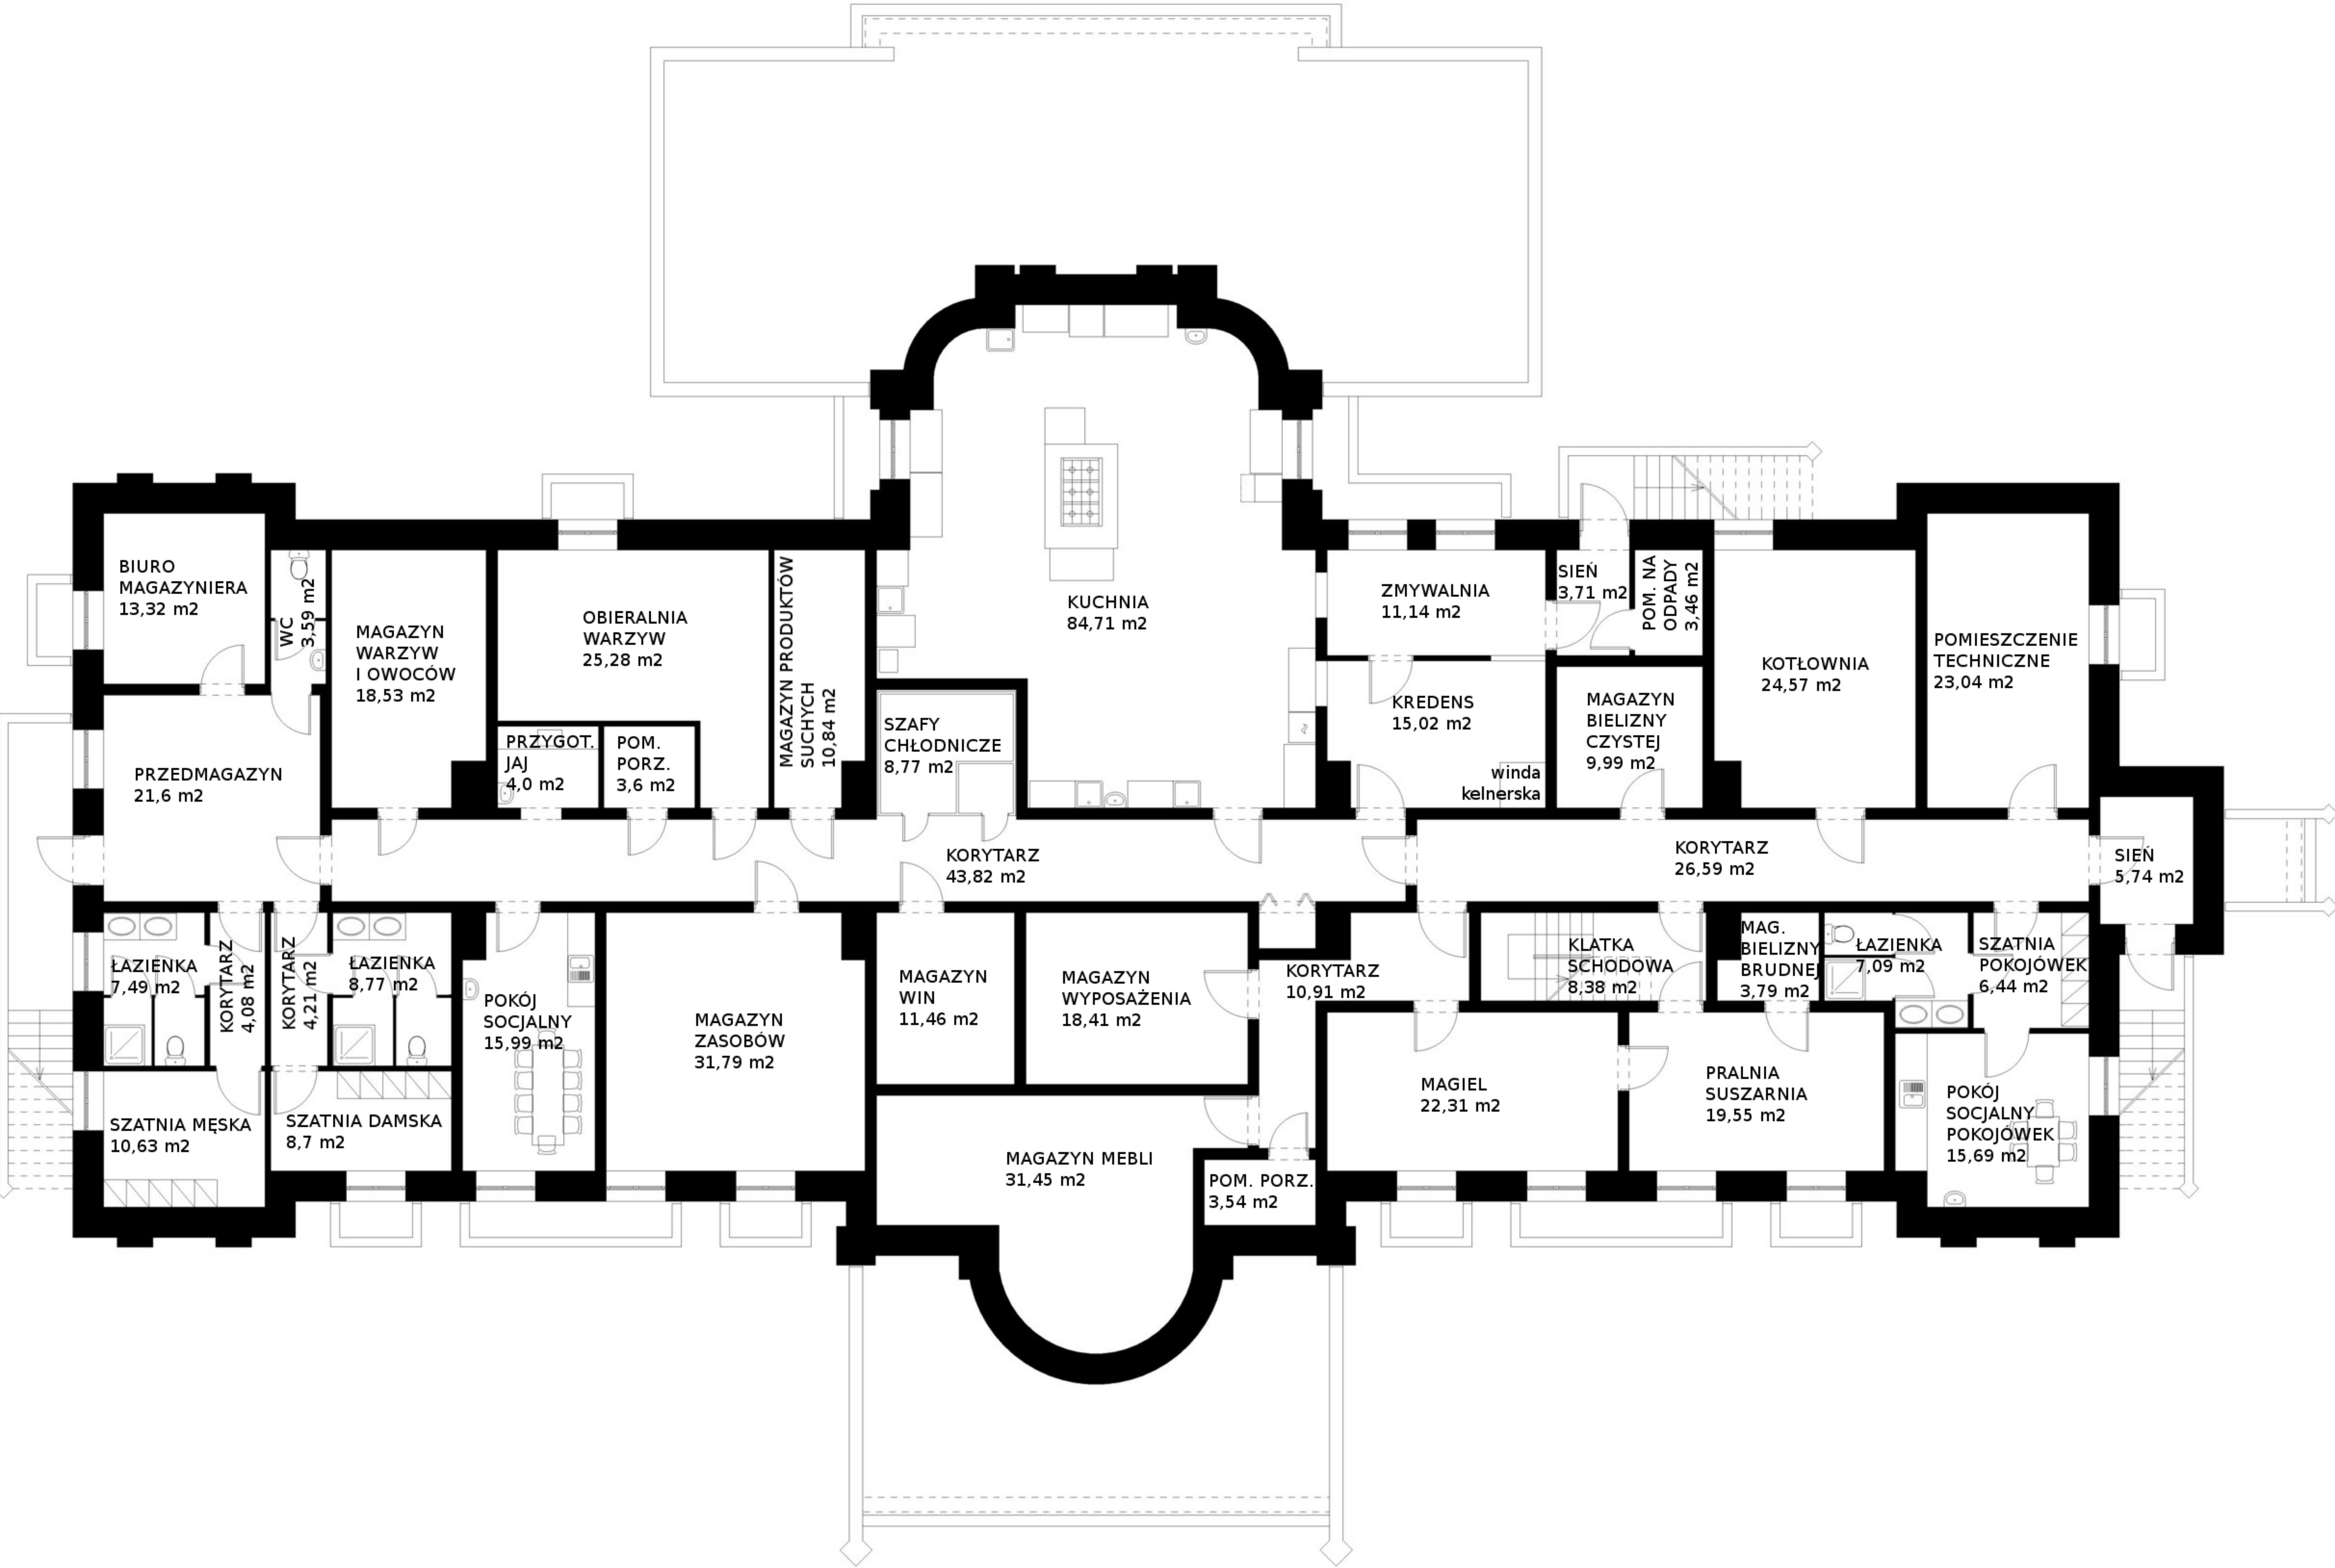 BIURO
MAGAZYNIERA
13,32 m2
WC
3,59 m2
MAGAZYN
WARZYW
I OWOCÓW
18,53 m2
OBIERALNIA
WARZYW
25,28 m2
MAGAZYN PRODUKTÓW
SUCHYCH
10,84 m2
KUCHNIA
84,71 m2
ZMYWALNIA
11,14 m2
SIEŃ
3,71 m2
POM. NA
ODPADY
3,46 m2
KOTŁOWNIA
24,57 m2
POMIESZCZENIE
TECHNICZNE
23,04 m2
PRZEDMAGAZYN
21,6 m2
PRZYGOT.
JAJ
4,0 m2
POM.
PORZ.
3,6 m2
SZAFY
CHŁODNICZE
8,77 m2
KREDENS
15,02 m2
winda
kelnerska
MAGAZYN
BIELIZNY
CZYSTEJ
9,99 m2
KORYTARZ
43,82 m2
KORYTARZ
26,59 m2
SIEŃ
5,74 m2
ŁAZIENKA
7,49 m2
KORYTARZ
4,08 m2
KORYTARZ
4,21 m2
ŁAZIENKA
8,77 m2
POKÓJ
SOCJALNY
15,99 m2
MAGAZYN
ZASOBÓW
31,79 m2
MAGAZYN
WIN
11,46 m2
MAGAZYN
WYPOSAŻENIA
18,41 m2
KORYTARZ
10,91 m2
KLATKA
SCHODOWA
8,38 m2
MAG.
BIELIZNY
BRUDNEJ
3,79 m2
ŁAZIENKA
7,09 m2
SZATNIA
POKOJÓWEK
6,44 m2
SZATNIA MĘSKA
10,63 m2
SZATNIA DAMSKA
8,7 m2
MAGAZYN MEBLI
31,45 m2
POM. PORZ.
3,54 m2
MAGIEL
22,31 m2
PRALNIA
SUSZARNIA
19,55 m2
POKÓJ
SOCJALNY
POKOJÓWEK
15,69 m2